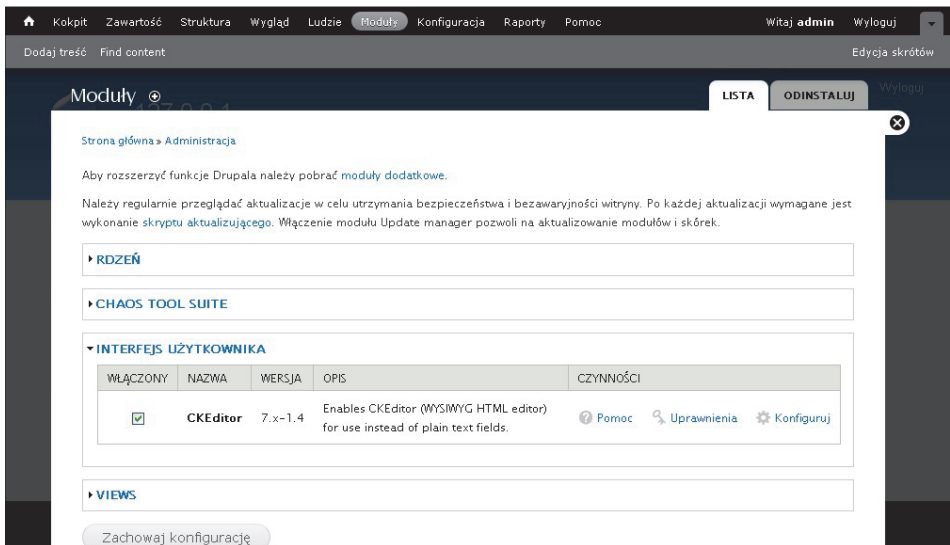 Kokpit Zawartość Struktura Wygląd Ludzie Moduły Konfiguracja Raporty Pomoc Witaj admin Wyloguj
Dodaj treść Find content Edycja skrótów
Wyloguj
Moduły LISTA ODINSTALUJ
127.0.0.1
Strona główna » Administracja
Aby rozszerzyć funkcje Drupala należy pobrać moduły dodatkowe.
Należy regularnie przeglądać aktualizacje w celu utrzymania bezpieczeństwa i bezawaryjności witryny. Po każdej aktualizacji wymagane jest
wykonanie skryptu aktualizującego. Włączenie modułu Update manager pozwoli na aktualizowanie modułów i skórek.
RDZEŃ
CHAOS TOOL SUITE
INTERFEJS UŻYTKOWNIKA
WŁĄCZONY NAZWA WERSJA OPIS CZYNNOŚCI
CKEditor 7.x-1.4 Enables CKEditor (WYSIWYG HTML editor)
for use instead of plain text fields. Pomoc Uprawnienia Konfiguruj
VIEWS
Zachowaj konfigurację